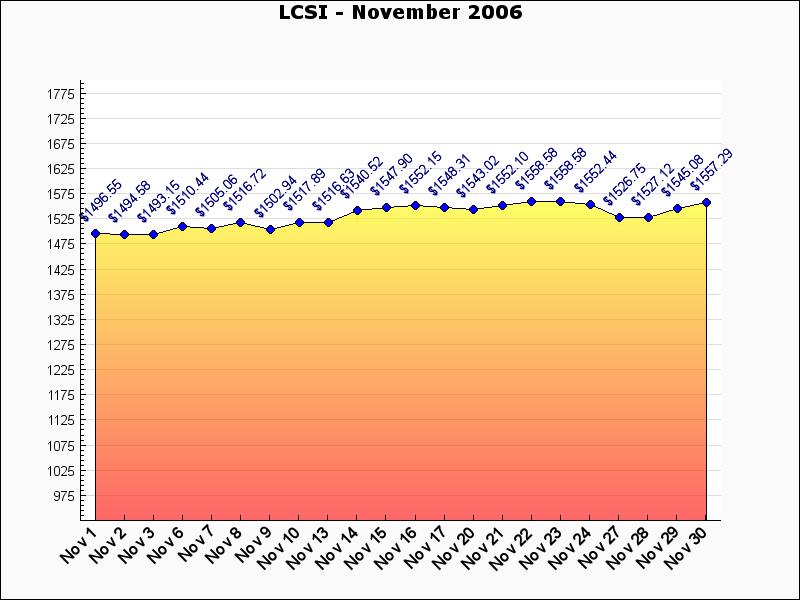 LCSI - November 2006
1775
1725
1675
1625
1575
1525
1475
1425
1375
1325
1275
1225
1175
1125
1075
1025
975
$1496.55
$1494.58
$1493.15
$1510.44
$1505.06
$1516.72
$1502.94
$1517.89
$1516.63
$1540.52
$1547.90
$1552.15
$1548.31
$1543.02
$1552.10
$1558.58
$1558.58
$1552.44
$1526.75
$1527.12
$1545.08
$1557.29
Nov 1
Nov 2
Nov 3
Nov 6
Nov 7
Nov 8
Nov 9
Nov 10
Nov 13
Nov 14
Nov 15
Nov 16
Nov 17
Nov 20
Nov 21
Nov 22
Nov 23
Nov 24
Nov 27
Nov 28
Nov 29
Nov 30